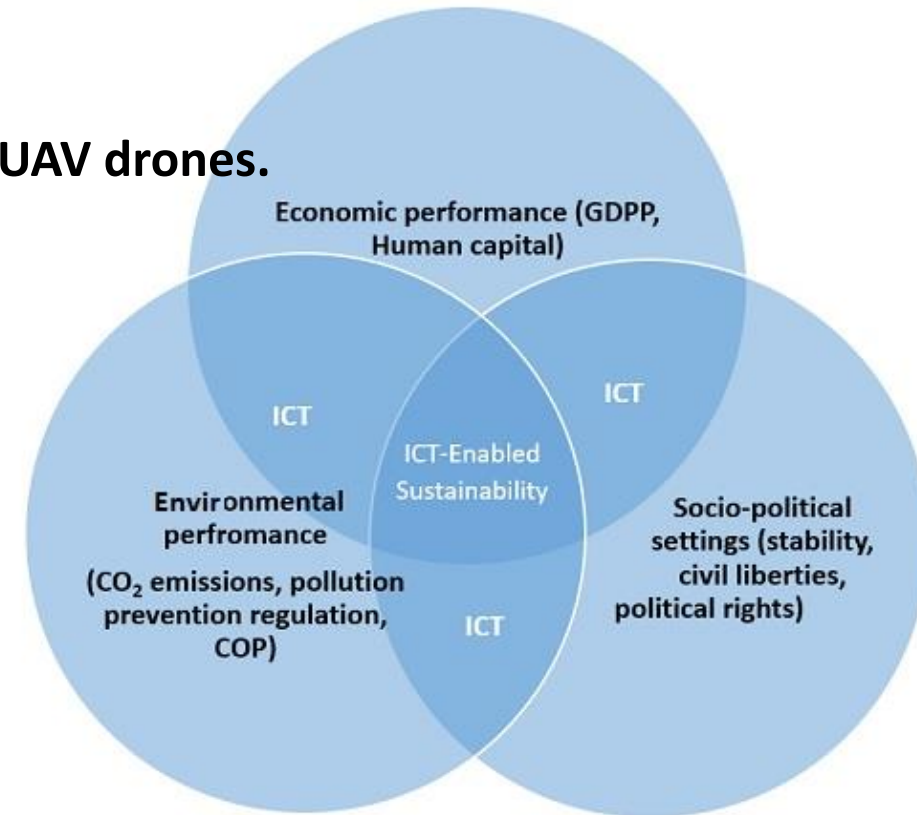 UAV drones.
Economic performance (GDPP,
Human capital)
ICT
ICT
ICT-Enabled
Sustainability
Environmental
perfromance
(CO₂ emissions, pollution
prevention regulation,
COP)
Socio-political
settings (stability,
civil liberties,
political rights)
ICT